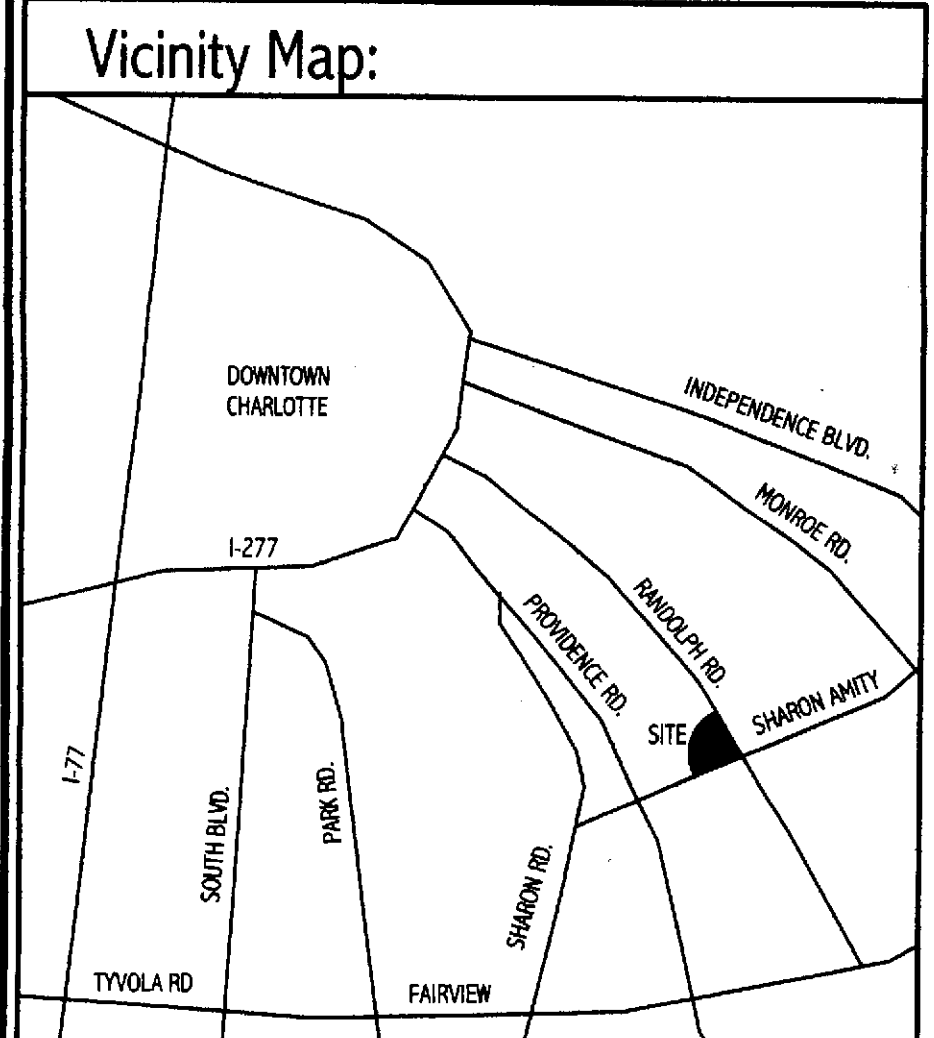 Vicinity Map:
DOWNTOWN
CHARLOTTE
INDEPENDENCE BLVD.
MONROE RD.
I-277
RANDOLPH RD.
PROVIDENCE RD.
SHARON AMITY
SITE
I-77
SOUTH BLVD.
PARK RD.
SHARON RD.
TYVOLA RD
FAIRVIEW